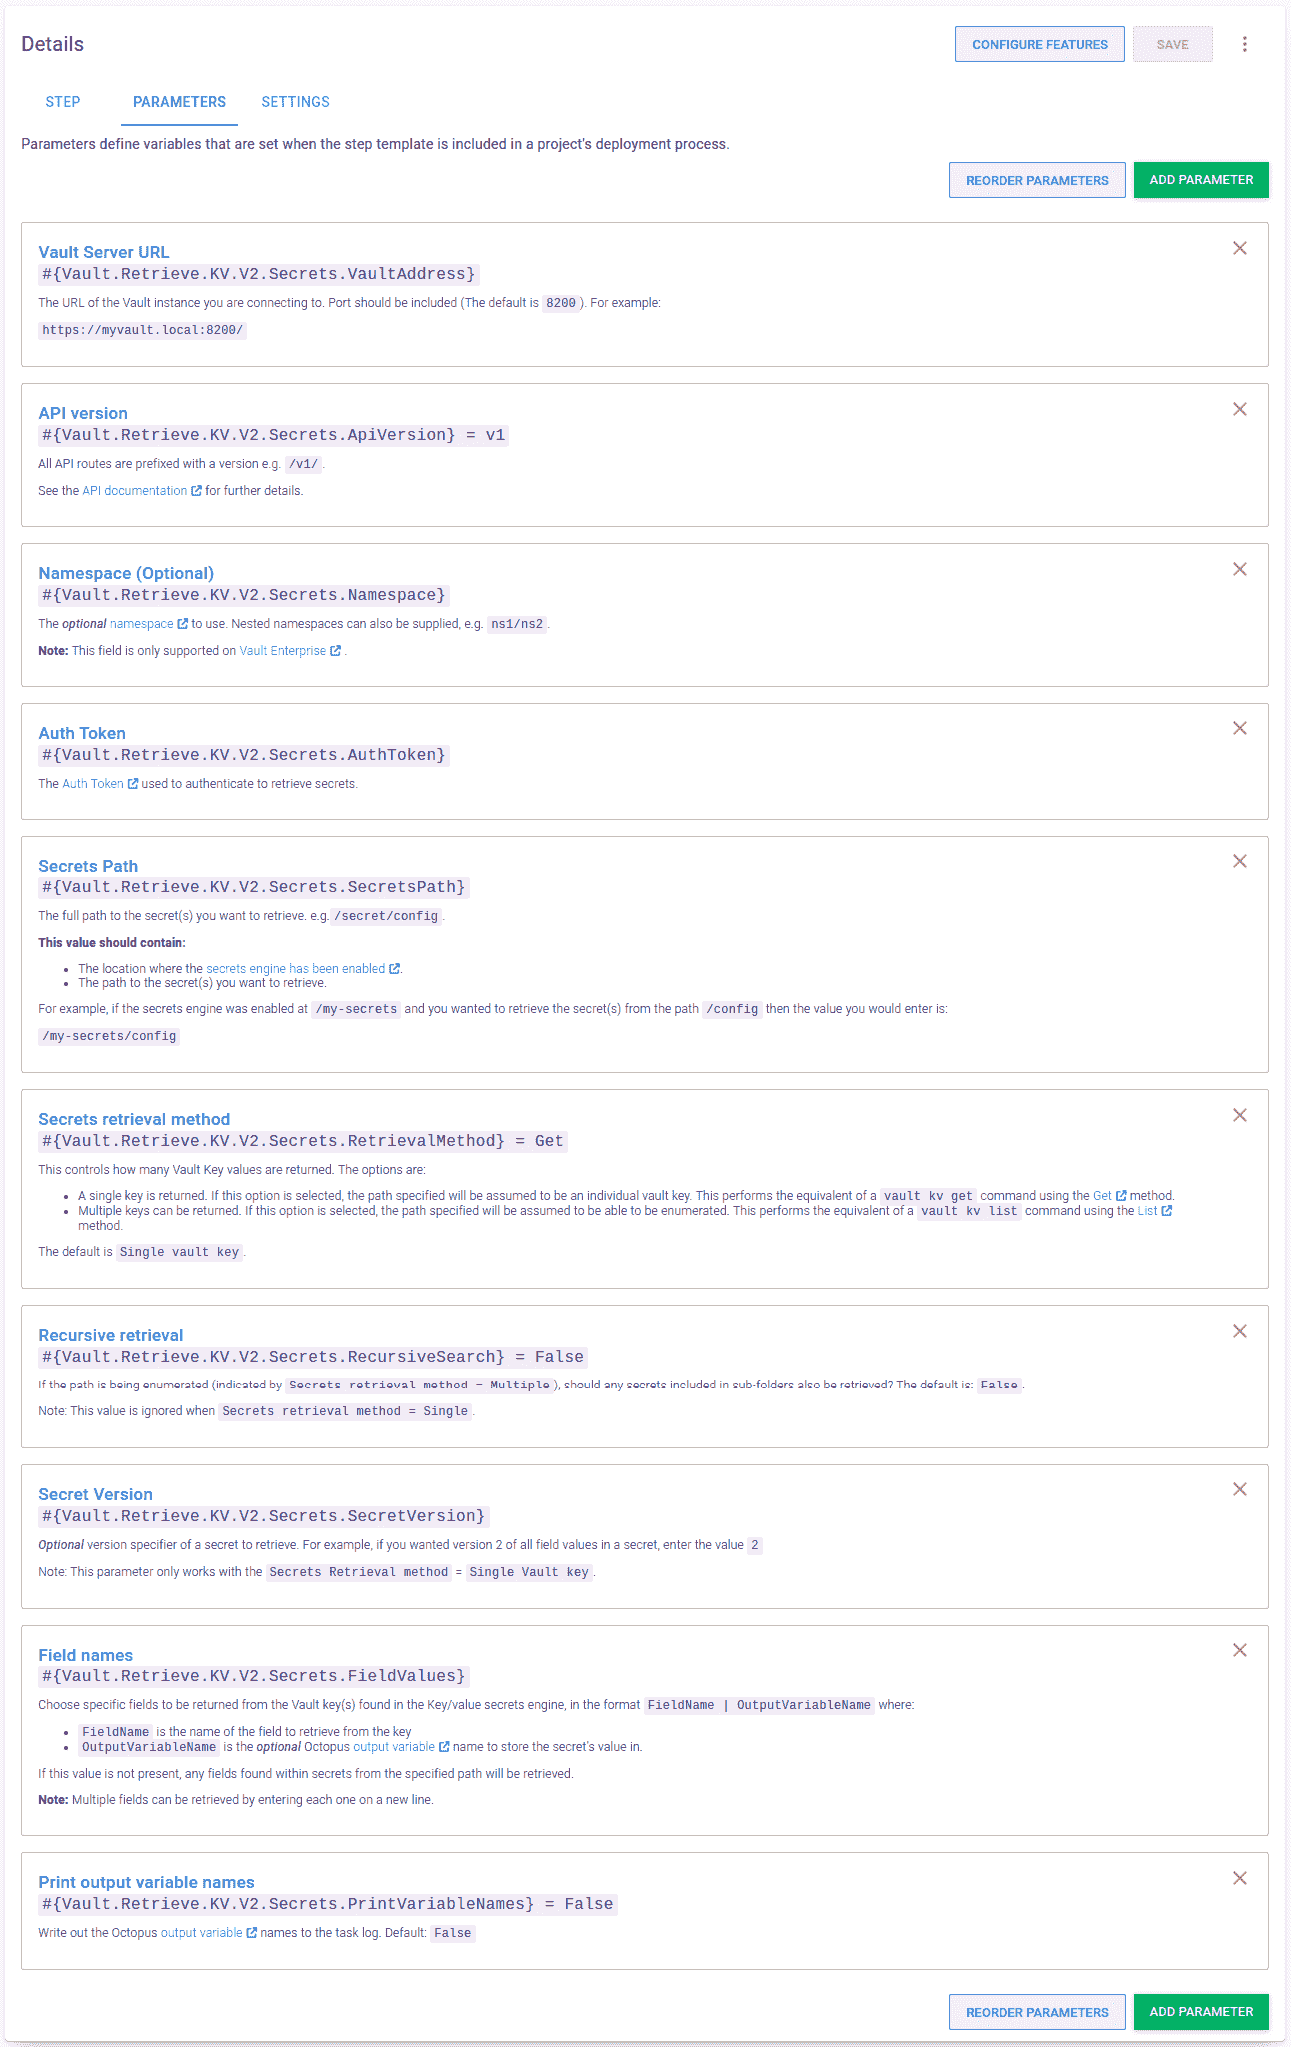 Details
CONFIGURE FEATURES
SAVE
STEP
PARAMETERS
SETTINGS
Parameters define variables that are set when the step template is included in a project's deployment process.
REORDER PARAMETERS
ADD PARAMETER
Vault Server URL
#{Vault.Retrieve.KV.V2.Secrets.VaultAddress}
The URL of the Vault instance you are connecting to. Port should be included (The default is 8200 ). For example:
https://myvault.local:8200/
API version
#{Vault.Retrieve.KV.V2.Secrets.ApiVersion} = v1
All API routes are prefixed with a version e.g. /v1/ .
See the API documentation for further details.
Namespace (Optional)
#{Vault.Retrieve.KV.V2.Secrets.Namespace}
The optional namespace to use. Nested namespaces can also be supplied, e.g. ns1/ns2 .
Note: This field is only supported on Vault Enterprise .
Auth Token
#{Vault.Retrieve.KV.V2.Secrets.AuthToken}
The Auth Token used to authenticate to retrieve secrets.
Secrets Path
#{Vault.Retrieve.KV.V2.Secrets.SecretsPath}
The full path to the secret(s) you want to retrieve. e.g. /secret/config .
This value should contain:
• The location where the secrets engine has been enabled .
• The path to the secret(s) you want to retrieve.
For example, if the secrets engine was enabled at /my-secrets and you wanted to retrieve the secret(s) from the path /config then the value you would enter is:
/my-secrets/config
Secrets retrieval method
#{Vault.Retrieve.KV.V2.Secrets.RetrievalMethod} = Get
This controls how many Vault Key values are returned. The options are:
• A single key is returned. If this option is selected, the path specified will be assumed to be an individual vault key. This performs the equivalent of a vault kv get command using the Get method.
• Multiple keys can be returned. If this option is selected, the path specified will be assumed to be able to be enumerated. This performs the equivalent of a vault kv list command using the List
method.
The default is Single vault key .
Recursive retrieval
#{Vault.Retrieve.KV.V2.Secrets.RecursiveSearch} = False
If the path is being enumerated (indicated by Secrets retrieval method = Multiple ), should any secrets included in sub-folders also be retrieved? The default is: False .
Note: This value is ignored when Secrets retrieval method = Single .
Secret Version
#{Vault.Retrieve.KV.V2.Secrets.SecretVersion}
Optional version specifier of a secret to retrieve. For example, if you wanted version 2 of all field values in a secret, enter the value 2
Note: This parameter only works with the Secrets Retrieval method = Single Vault key .
Field names
#{Vault.Retrieve.KV.V2.Secrets.FieldValues}
Choose specific fields to be returned from the Vault key(s) found in the Key/value secrets engine, in the format FieldName | OutputVariableName where:
• FieldName is the name of the field to retrieve from the key
• OutputVariableName is the optional Octopus output variable name to store the secret's value in.
If this value is not present, any fields found within secrets from the specified path will be retrieved.
Note: Multiple fields can be retrieved by entering each one on a new line.
Print output variable names
#{Vault.Retrieve.KV.V2.Secrets.PrintVariableNames} = False
Write out the Octopus output variable names to the task log. Default: False
REORDER PARAMETERS
ADD PARAMETER